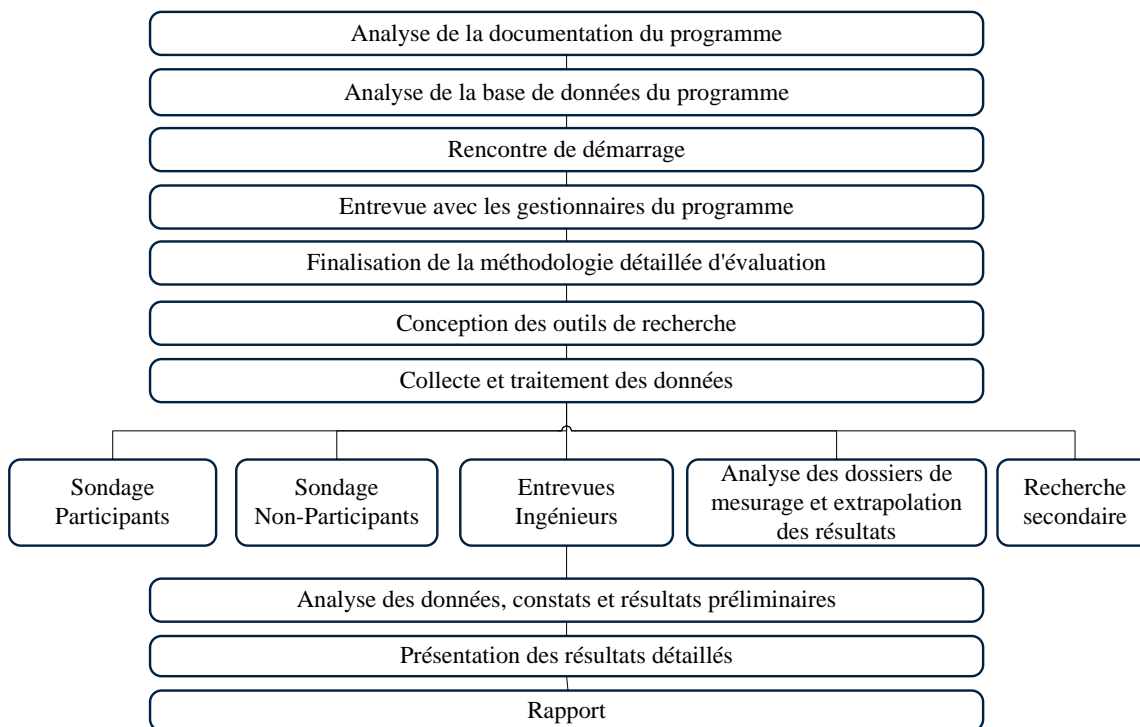 Analyse de la documentation du programme
Analyse de la base de données du programme
Rencontre de démarrage
Entrevue avec les gestionnaires du programme
Finalisation de la méthodologie détaillée d'évaluation
Conception des outils de recherche
Collecte et traitement des données
Sondage
Participants
Sondage
Non-Participants
Entrevues
Ingénieurs
Analyse des dossiers de
mesurage et extrapolation
des résultats
Recherche
secondaire
Analyse des données, constats et résultats préliminaires
Présentation des résultats détaillés
Rapport